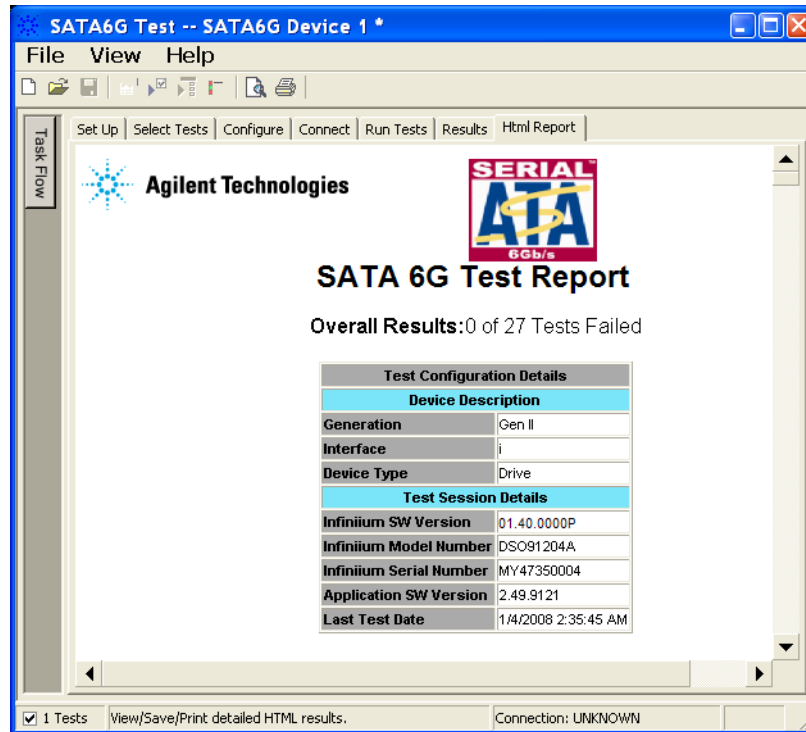 SATA6G Test -- SATA6G Device 1 *
File View Help
Task Flow
Set Up Select Tests Configure Connect Run Tests Results Html Report
Agilent Technologies
SERIAL
ATA
6Gb/s
SATA 6G Test Report
Overall Results:0 of 27 Tests Failed
Test Configuration Details
Device Description
Generation Gen II
Interface i
Device Type Drive
Test Session Details
Infiniium SW Version 01.40.0000P
Infiniium Model Number DSO91204A
Infiniium Serial Number MY47350004
Application SW Version 2.49.9121
Last Test Date 1/4/2008 2:35:45 AM
1 Tests View/Save/Print detailed HTML results. Connection: UNKNOWN